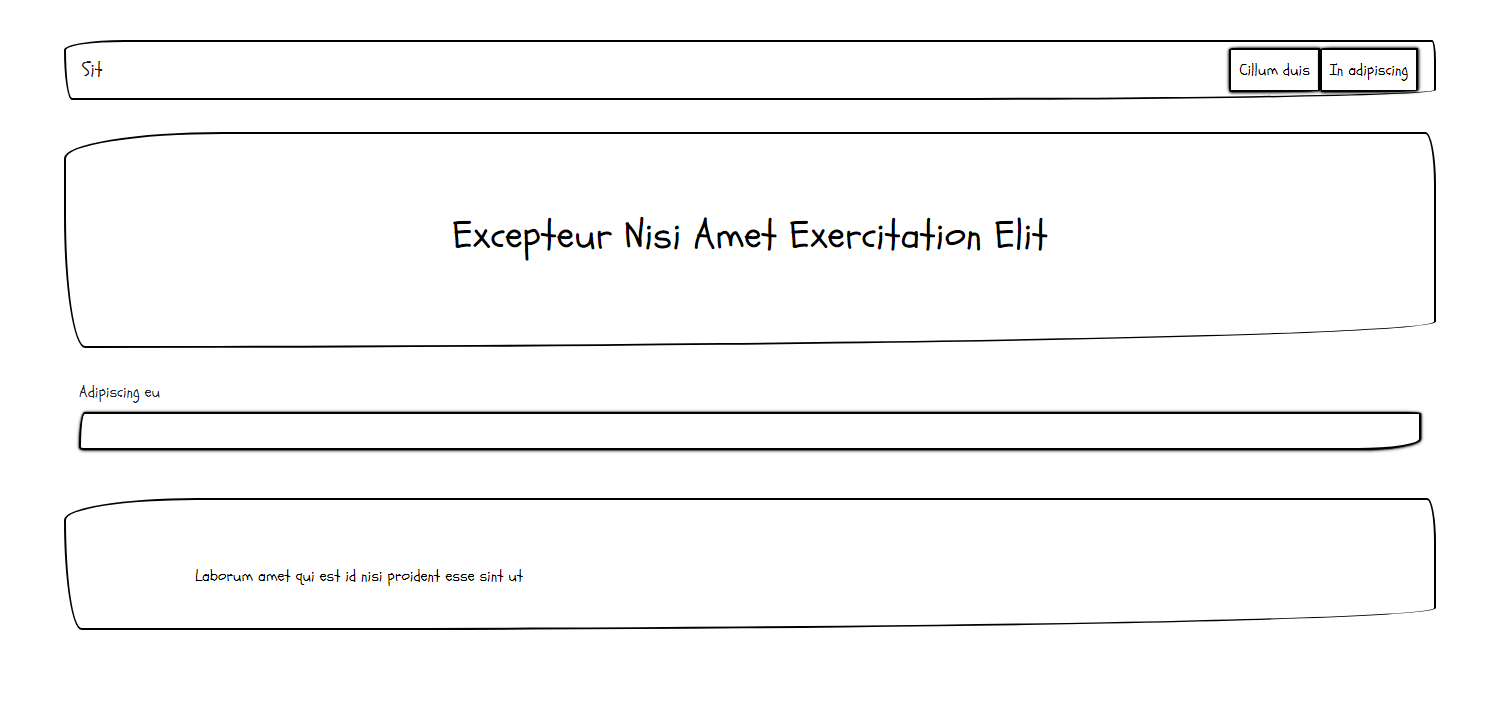 Sit
Cillum duis
In adipiscing
Excepteur Nisi Amet Exercitation Elit
Adipiscing eu
Laborum amet qui est id nisi proident esse sint ut